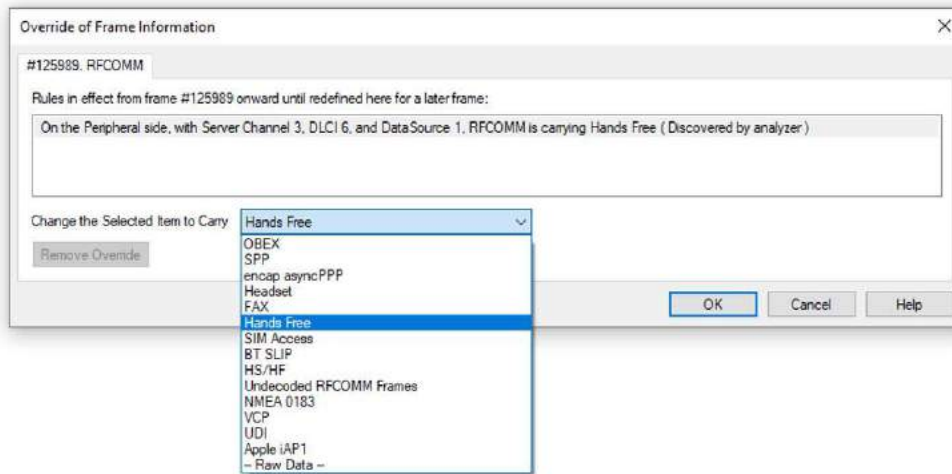 Override of Frame Information
#125989. RFCOMM
Rules in effect from frame #125989 onward until redefined here for a later frame:
On the Peripheral side, with Server Channel 3, DLCI 6, and DataSource 1, RFCOMM is carrying Hands Free ( Discovered by analyzer )
Change the Selected Item to Carry Hands Free
Remove Override
OBEX
SPP
encap asyncPPP
Headset
FAX
Hands Free
SIM Access
BT SLIP
HS/HF
Undecoded RFCOMM Frames
NMEA 0183
VCP
UDI
Apple iAP1
-- Raw Data --
OK Cancel Help